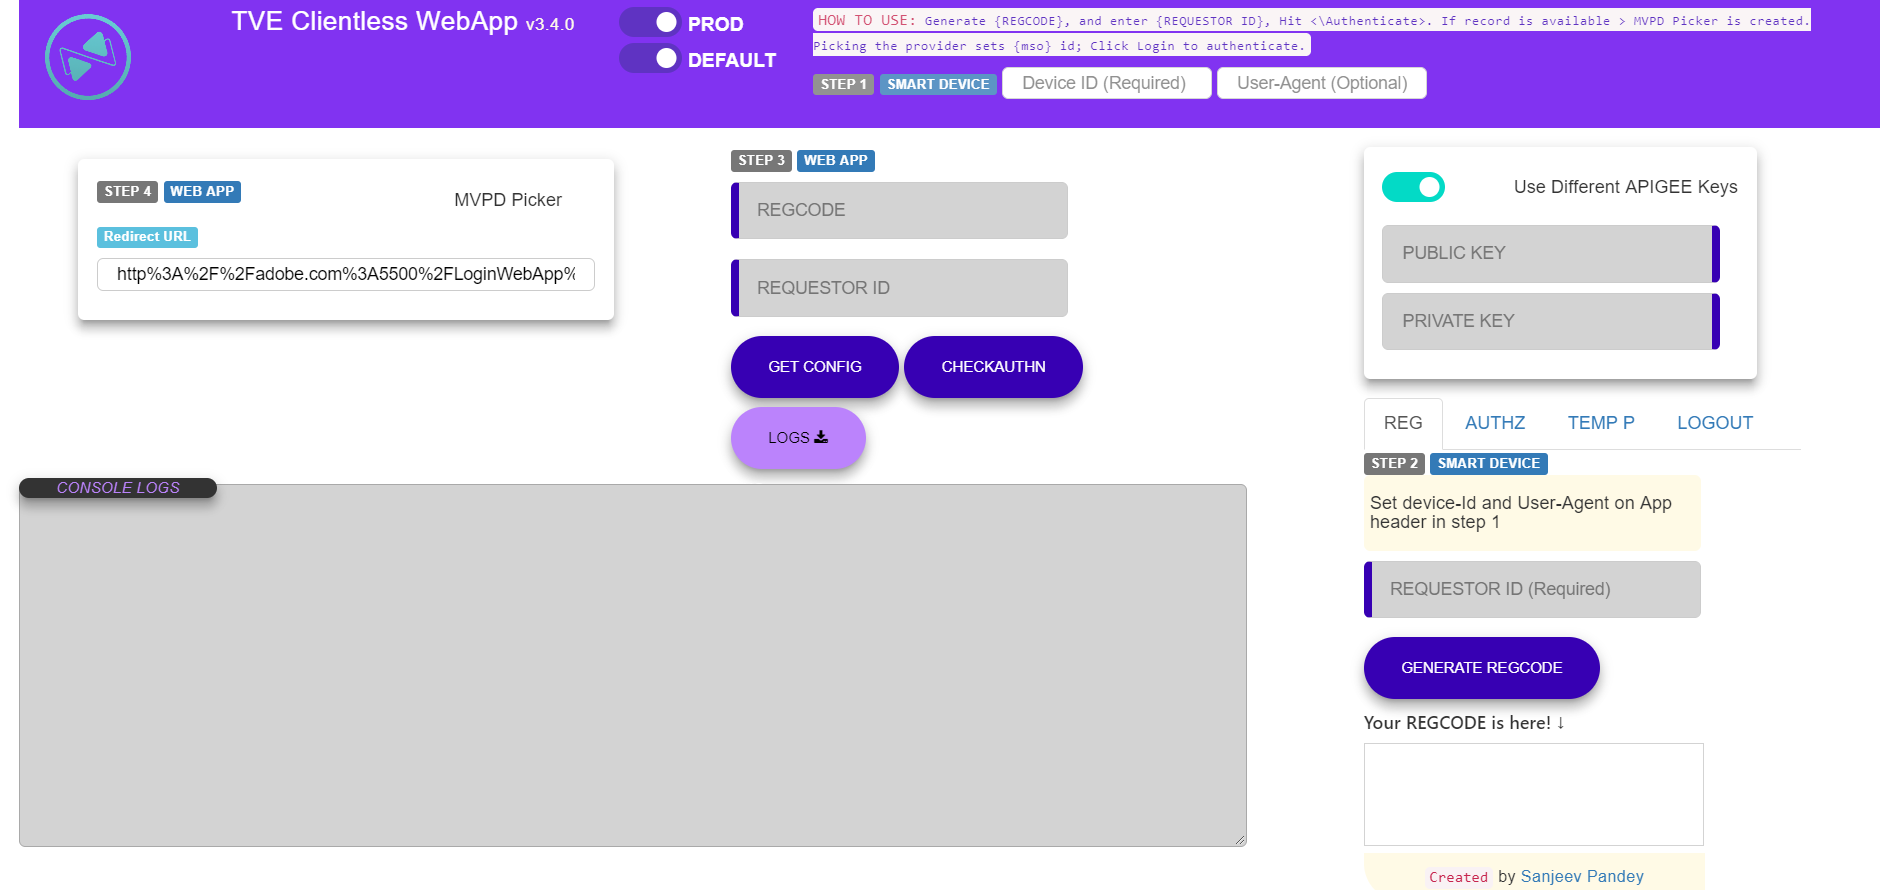 TVE Clientless WebApp v3.4.0
PROD
DEFAULT
HOW TO USE: Generate {REGCODE}, and enter {REQUESTOR ID}, Hit <\Authenticate>. If record is available > MVPD Picker is created.
Picking the provider sets {mso} id; Click Login to authenticate.
STEP 1 SMART DEVICE Device ID (Required) User-Agent (Optional)
STEP 4 WEB APP
MVPD Picker
Redirect URL
http%3A%2F%2Fadobe.com%3A5500%2FLoginWebApp%
STEP 3 WEB APP
REGCODE
REQUESTOR ID
GET CONFIG CHECKAUTHN
LOGS
Use Different APIGEE Keys
PUBLIC KEY
PRIVATE KEY
REG AUTHZ TEMP P LOGOUT
STEP 2 SMART DEVICE
Set device-Id and User-Agent on App
header in step 1
REQUESTOR ID (Required)
GENERATE REGCODE
Your REGCODE is here! ↓
Created by Sanjeev Pandey
CONSOLE LOGS